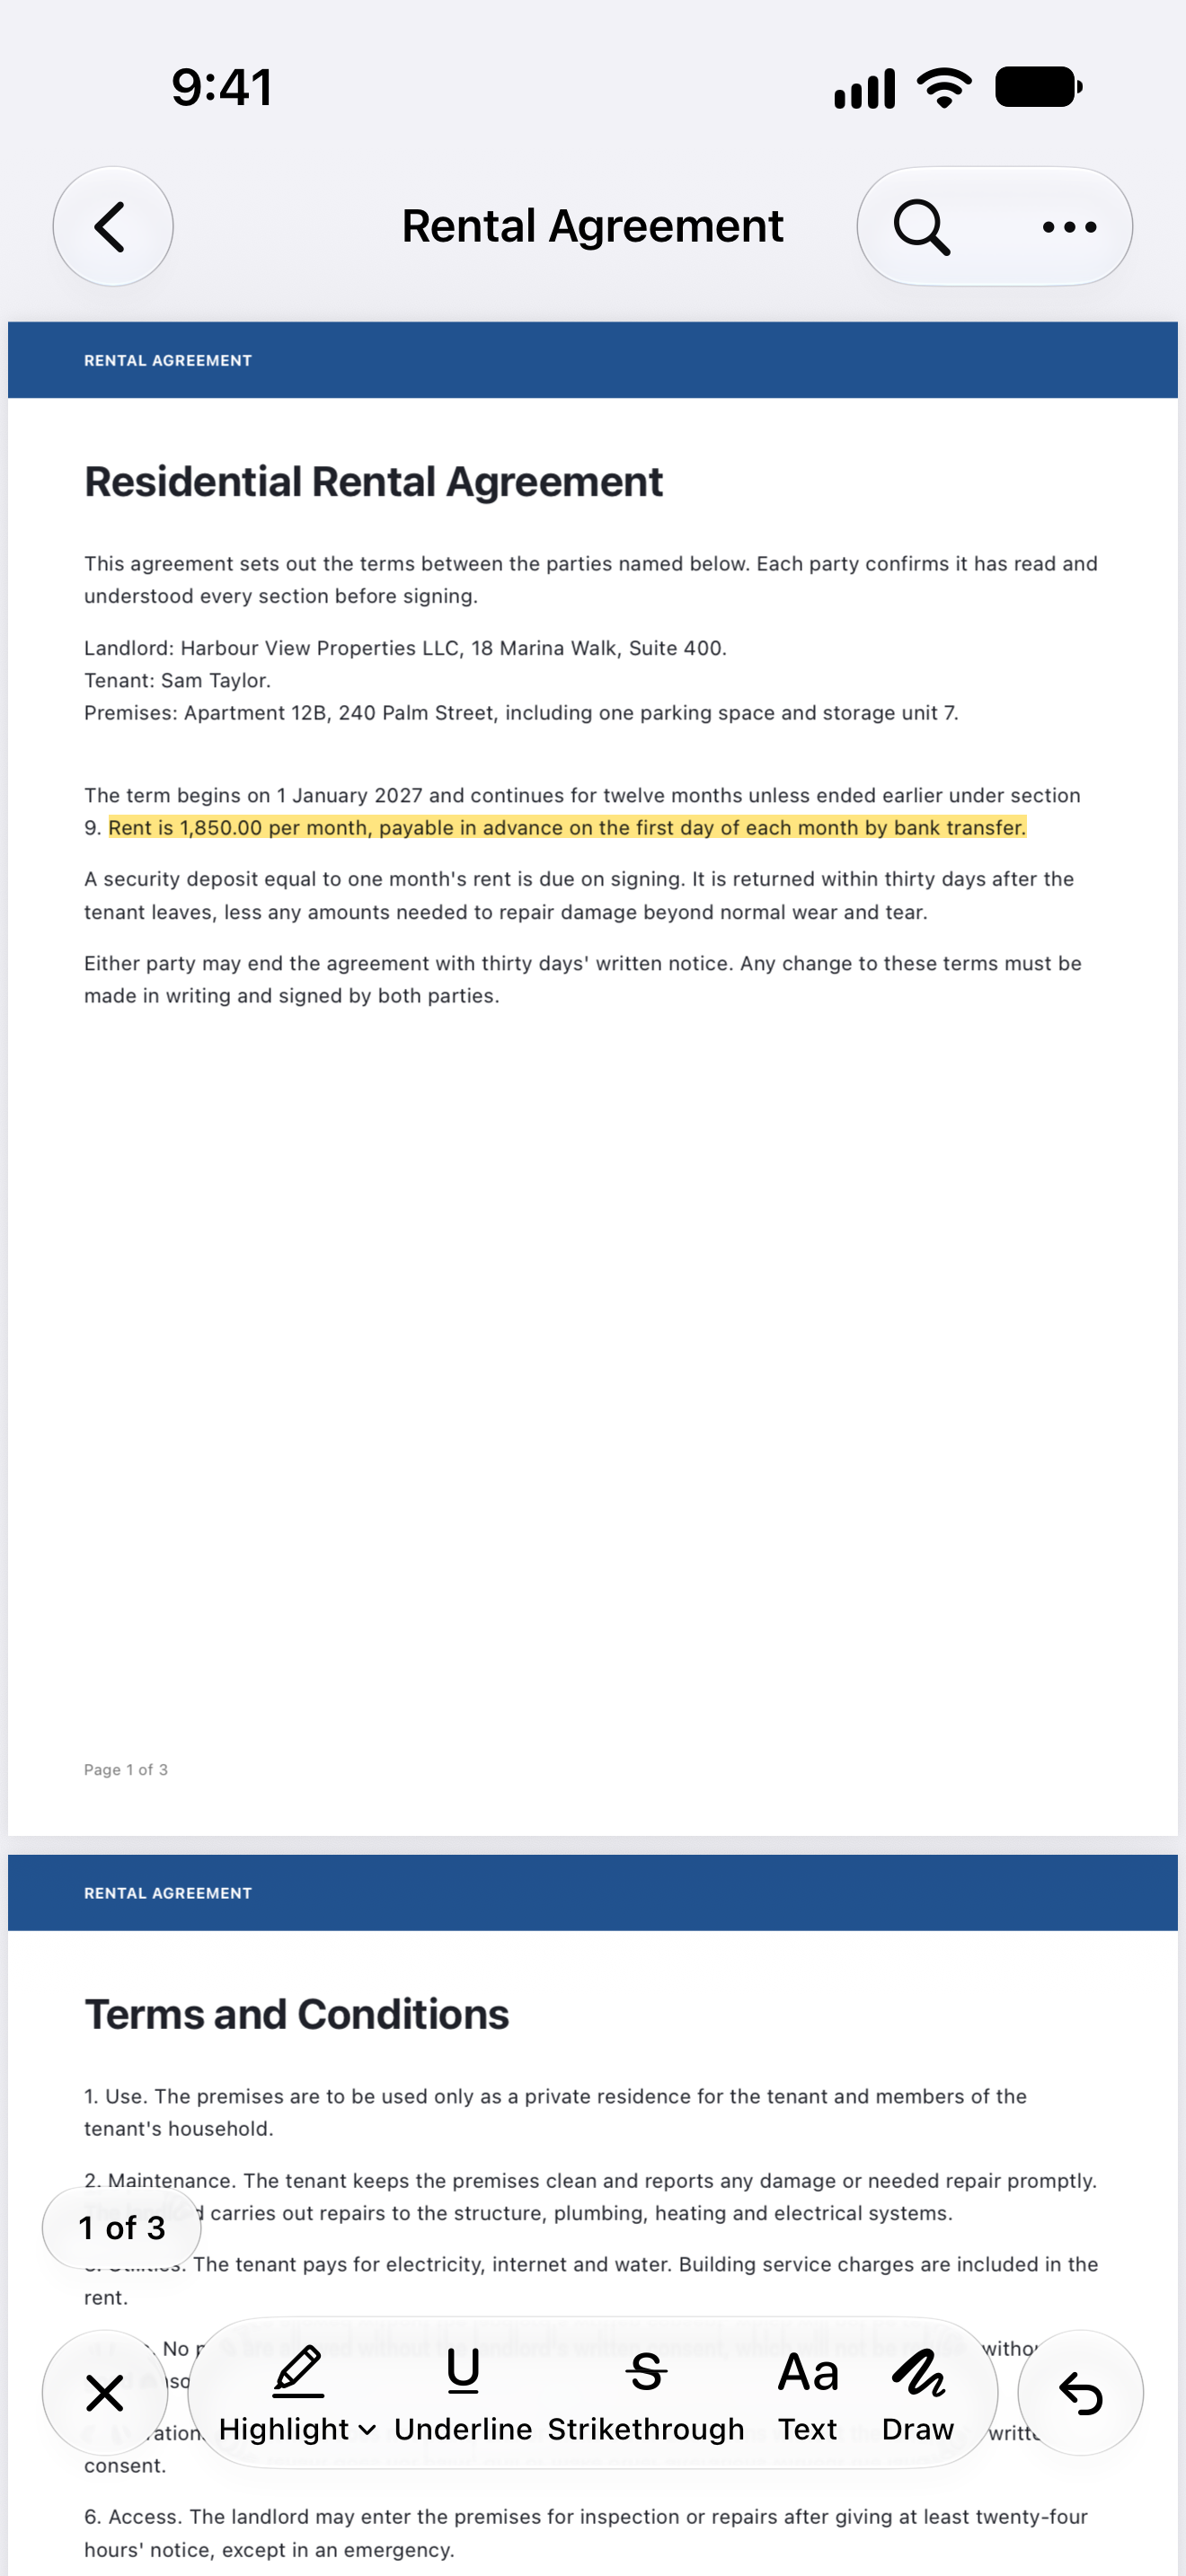 9:41
Rental Agreement
RENTAL AGREEMENT
Residential Rental Agreement
This agreement sets out the terms between the parties named below. Each party confirms it has read and
understood every section before signing.
Landlord: Harbour View Properties LLC, 18 Marina Walk, Suite 400.
Tenant: Sam Taylor.
Premises: Apartment 12B, 240 Palm Street, including one parking space and storage unit 7.
The term begins on 1 January 2027 and continues for twelve months unless ended earlier under section
9. Rent is 1,850.00 per month, payable in advance on the first day of each month by bank transfer.
A security deposit equal to one month's rent is due on signing. It is returned within thirty days after the
tenant leaves, less any amounts needed to repair damage beyond normal wear and tear.
Either party may end the agreement with thirty days' written notice. Any change to these terms must be
made in writing and signed by both parties.
Page 1 of 3
RENTAL AGREEMENT
Terms and Conditions
1. Use. The premises are to be used only as a private residence for the tenant and members of the
tenant's household.
2. Maintenance. The tenant keeps the premises clean and reports any damage or needed repair promptly.
carries out repairs to the structure, plumbing, heating and electrical systems.
1 of 3
The tenant pays for electricity, internet and water. Building service charges are included in the
rent.
No
Highlight Underline Strikethrough Text Draw
consent.
6. Access. The landlord may enter the premises for inspection or repairs after giving at least twenty-four
hours' notice, except in an emergency.